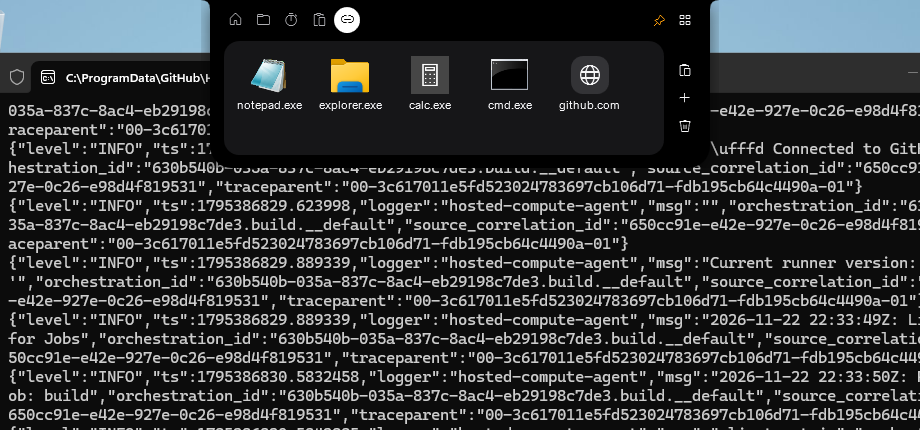 notepad.exe explorer.exe calc.exe cmd.exe github.com
C:\ProgramData\GitHub\H
035a-837c-8ac4-eb29198c -e42e-927e-0c26-e98d4f81
raceparent":"00-3c61701
{"level":"INFO","ts":17 \ufffd Connected to GitH
hestration_id":"630b540b-035a-837c-8ac4-eb29198c7de3.build.__default","source_correlation_id":"650cc91e
27e-0c26-e98d4f819531","traceparent":"00-3c617011e5fd523024783697cb106d71-fdb195cb64c4490a-01"}
{"level":"INFO","ts":1795386829.623998,"logger":"hosted-compute-agent","msg":"","orchestration_id":"63
35a-837c-8ac4-eb29198c7de3.build.__default","source_correlation_id":"650cc91e-e42e-927e-0c26-e98d4f819
aceparent":"00-3c617011e5fd523024783697cb106d71-fdb195cb64c4490a-01"}
{"level":"INFO","ts":1795386829.889339,"logger":"hosted-compute-agent","msg":"Current runner version:
'","orchestration_id":"630b540b-035a-837c-8ac4-eb29198c7de3.build.__default","source_correlation_id":"
-e42e-927e-0c26-e98d4f819531","traceparent":"00-3c617011e5fd523024783697cb106d71-fdb195cb64c4490a-01"
{"level":"INFO","ts":1795386829.889339,"logger":"hosted-compute-agent","msg":"2026-11-22 22:33:49Z: Li
for Jobs","orchestration_id":"630b540b-035a-837c-8ac4-eb29198c7de3.build.__default","source_correlatio
50cc91e-e42e-927e-0c26-e98d4f819531","traceparent":"00-3c617011e5fd523024783697cb106d71-fdb195cb64c449
{"level":"INFO","ts":1795386830.5832458,"logger":"hosted-compute-agent","msg":"2026-11-22 22:33:50Z: R
ob: build","orchestration_id":"630b540b-035a-837c-8ac4-eb29198c7de3.build.__default","source_correlati
650cc91e-e42e-927e-0c26-e98d4f819531","traceparent":"00-3c617011e5fd523024783697cb106d71-fdb195cb64c44